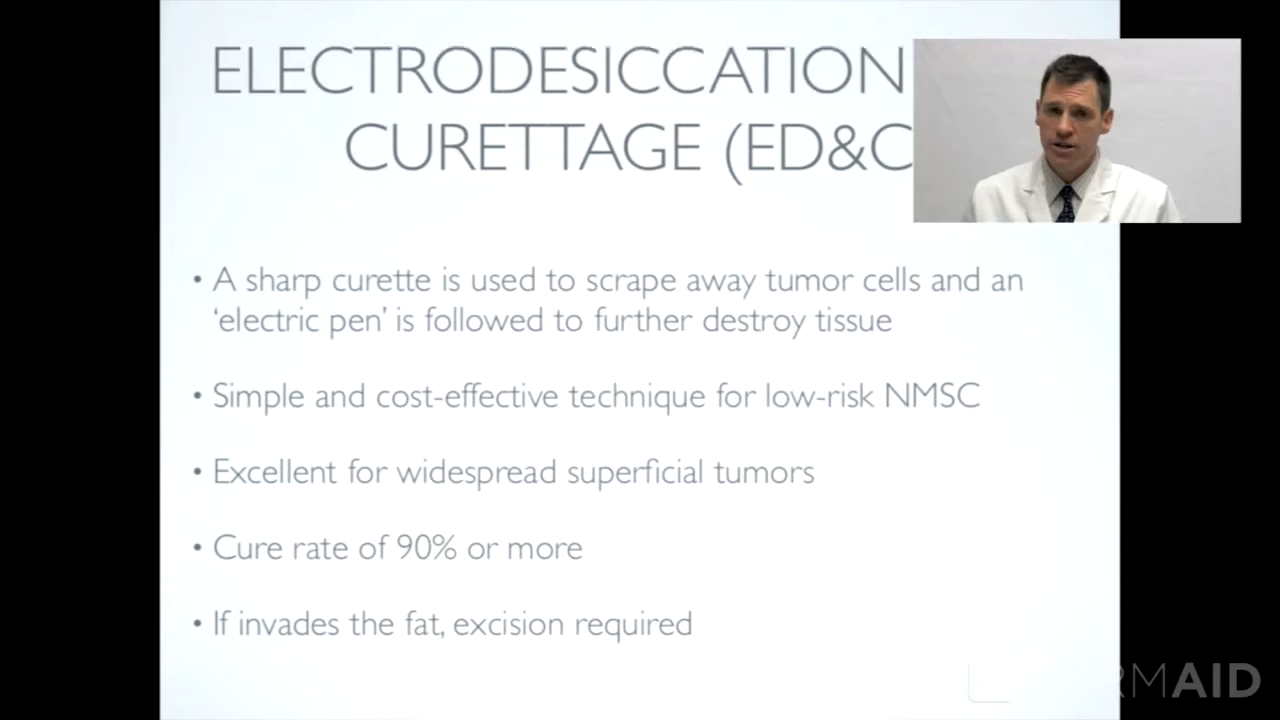 ELECTRODESICCATION
CURETTAGE (ED&C
• A sharp curette is used to scrape away tumor cells and an
‘electric pen’ is followed to further destroy tissue
• Simple and cost-effective technique for low-risk NMSC
• Excellent for widespread superficial tumors
• Cure rate of 90% or more
• If invades the fat, excision required
RMAID